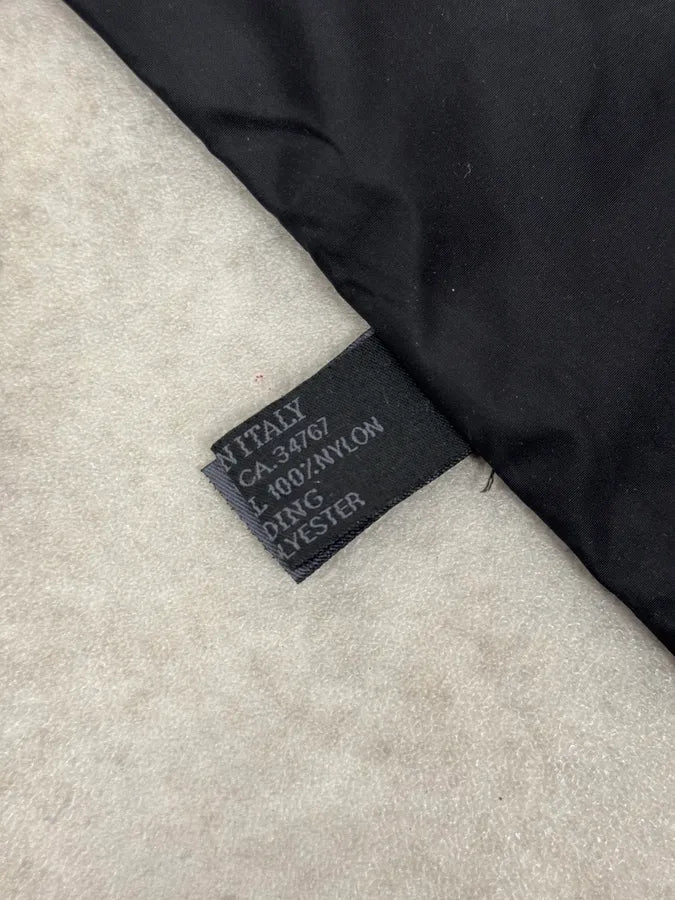 N ITALY
CA.34767
L 100% NYLON
DING
LYESTER